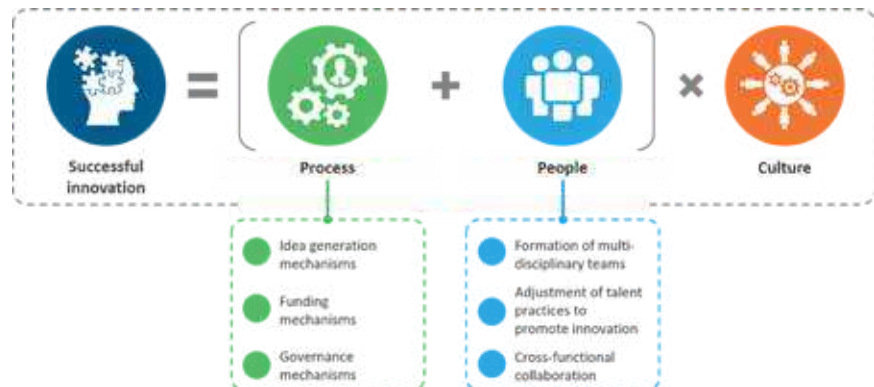 Successful
innovation
=
Process
+
People
×
Culture
Idea generation
mechanisms
Funding
mechanisms
Governance
mechanisms
Formation of multi-
disciplinary teams
Adjustment of talent
practices to
promote innovation
Cross-functional
collaboration